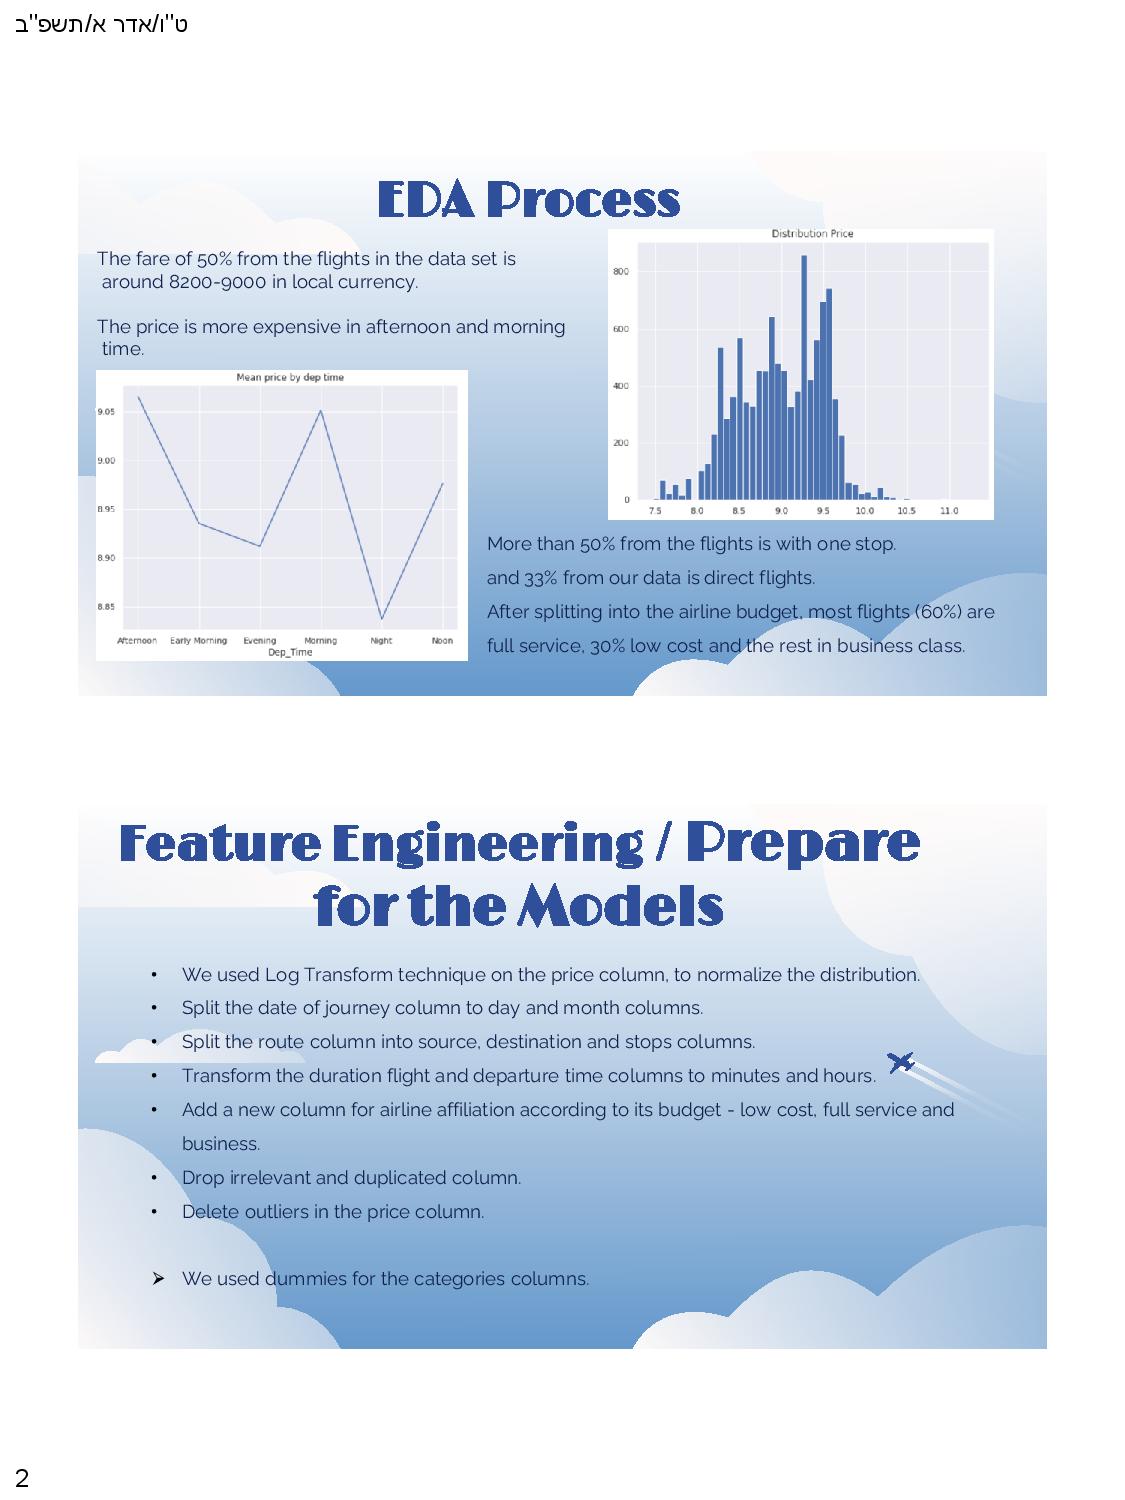 ט"ו/אדר א/תשפ"ב
EDA Process
The fare of 50% from the flights in the data set is
around 8200-9000 in local currency.
The price is more expensive in afternoon and morning
time.
Mean price by dep time
9.05
9.00
8.95
8.90
8.85
Afternoon Early Morning Evening Morning Night Noon
Dep_Time
Distribution Price
800
600
400
200
0
7.5 8.0 8.5 9.0 9.5 10.0 10.5 11.0
More than 50% from the flights is with one stop.
and 33% from our data is direct flights.
After splitting into the airline budget, most flights (60%) are
full service, 30% low cost and the rest in business class.
Feature Engineering / Prepare
for the Models
• We used Log Transform technique on the price column, to normalize the distribution.
• Split the date of journey column to day and month columns.
• Split the route column into source, destination and stops columns.
• Transform the duration flight and departure time columns to minutes and hours.
• Add a new column for airline affiliation according to its budget - low cost, full service and
business.
• Drop irrelevant and duplicated column.
• Delete outliers in the price column.
➢ We used dummies for the categories columns.
2